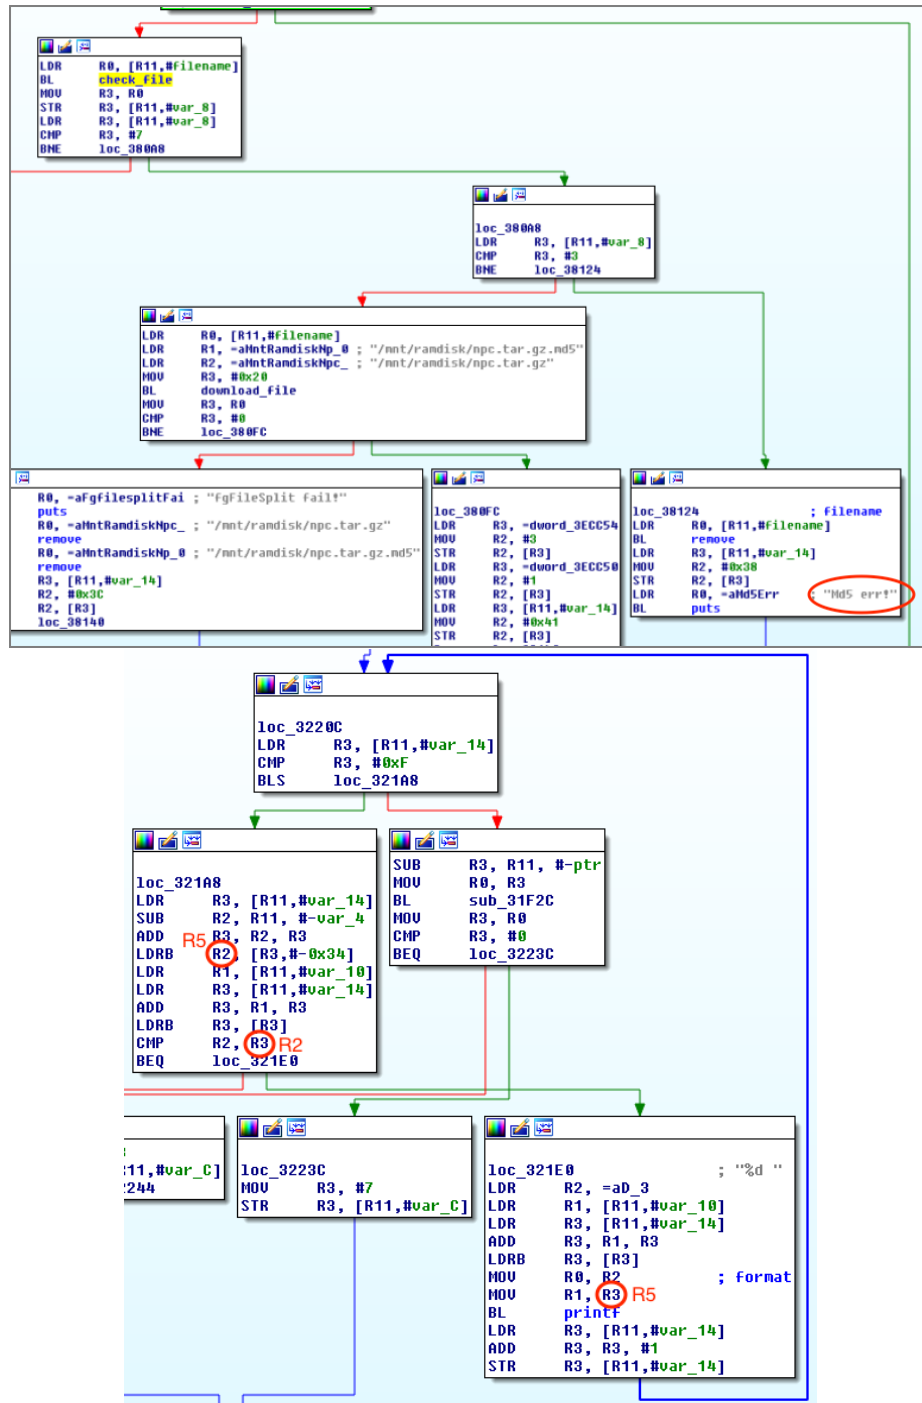 LDR R0, [R11,#filename]
BL check_file
MOV R3, R0
STR R3, [R11,#var_8]
LDR R3, [R11,#var_8]
CMP R3, #7
BNE loc_380A8
loc_380A8
LDR R3, [R11,#var_8]
CMP R3, #3
BNE loc_38124
LDR R0, [R11,#filename]
LDR R1, =aMntRamdiskNp_0 ; "/mnt/ramdisk/npc.tar.gz.md5"
LDR R2, =aMntRamdiskNpc_ ; "/mnt/ramdisk/npc.tar.gz"
MOV R3, #0x20
BL download_file
MOV R3, R0
CMP R3, #0
BNE loc_380FC
R0, =aFgfilesplitFai ; "fgFileSplit fail!"
puts
R0, =aMntRamdiskNpc_ ; "/mnt/ramdisk/npc.tar.gz"
remove
R0, =aMntRamdiskNp_0 ; "/mnt/ramdisk/npc.tar.gz.md5"
remove
R3, [R11,#var_14]
R2, #0x3C
R2, [R3]
loc_38140
loc_380FC
LDR R3, =dword_3ECC54
MOV R2, #3
STR R2, [R3]
LDR R3, =dword_3ECC50
MOV R2, #1
STR R2, [R3]
LDR R3, [R11,#var_14]
MOV R2, #0x41
STR R2, [R3]
loc_38124 ; filename
LDR R0, [R11,#filename]
BL remove
LDR R3, [R11,#var_14]
MOV R2, #0x38
STR R2, [R3]
LDR R0, =aMd5Err ; "Md5 err!"
BL puts
loc_3220C
LDR R3, [R11,#var_14]
CMP R3, #0xF
BLS loc_321A8
loc_321A8
LDR R3, [R11,#var_14]
SUB R2, R11, #-var_4
ADD R3, R2, R3
R5
LDRB R2, [R3,#-0x34]
LDR R1, [R11,#var_10]
LDR R3, [R11,#var_14]
ADD R3, R1, R3
LDRB R3, [R3]
CMP R2, R3 R2
BEQ loc_321E0
SUB R3, R11, #-ptr
MOV R0, R3
BL sub_31F2C
MOV R3, R0
CMP R3, #0
BEQ loc_3223C
11,#var_C]
2244
loc_3223C
MOV R3, #7
STR R3, [R11,#var_C]
loc_321E0 ; "%d "
LDR R2, =aD_3
LDR R1, [R11,#var_10]
LDR R3, [R11,#var_14]
ADD R3, R1, R3
LDRB R3, [R3]
MOV R0, R2 ; format
MOV R1, R3 R5
BL printf
LDR R3, [R11,#var_14]
ADD R3, R3, #1
STR R3, [R11,#var_14]